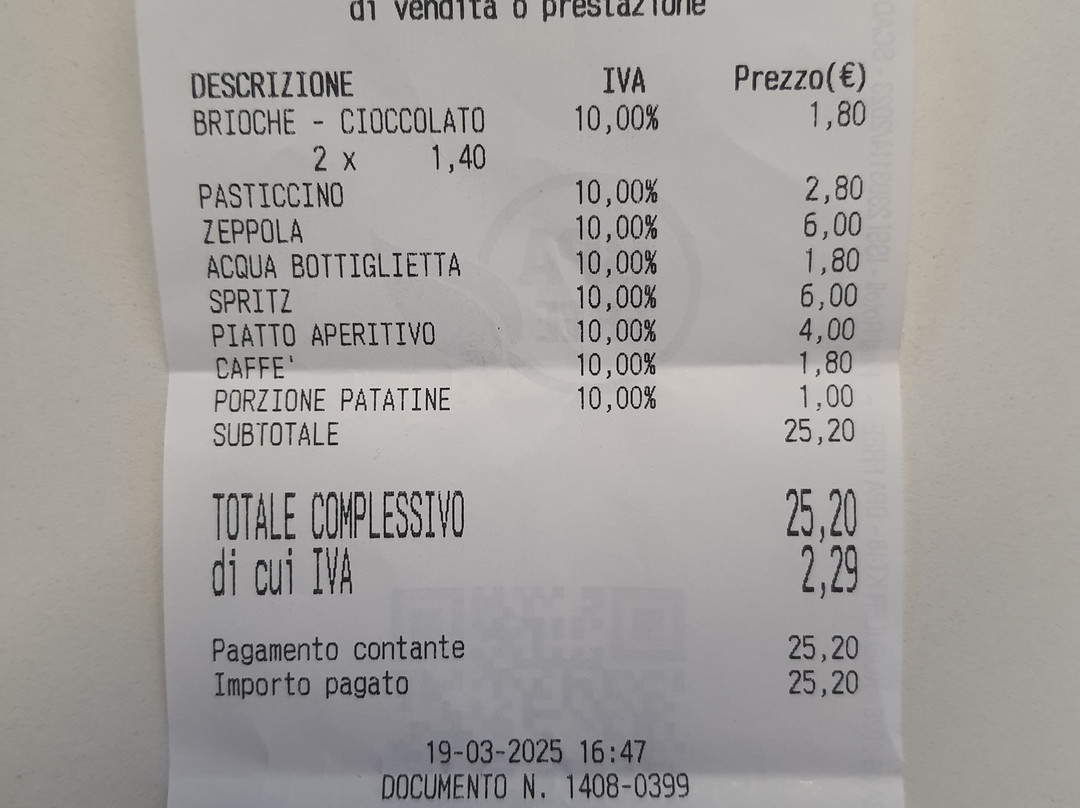 di vendita o prestazione
DESCRIZIONE IVA Prezzo(€)
BRIOCHE - CIOCCOLATO 10,00% 1,80
2 x 1,40
PASTICCINO 10,00% 2,80
ZEPPOLA 10,00% 6,00
ACQUA BOTTIGLIETTA 10,00% 1,80
SPRITZ 10,00% 6,00
PIATTO APERITIVO 10,00% 4,00
CAFFE' 10,00% 1,80
PORZIONE PATATINE 10,00% 1,00
SUBTOTALE 25,20
TOTALE COMPLESSIVO 25,20
di cui IVA 2,29
Pagamento contante 25,20
Importo pagato 25,20
19-03-2025 16:47
DOCUMENTO N. 1408-0399